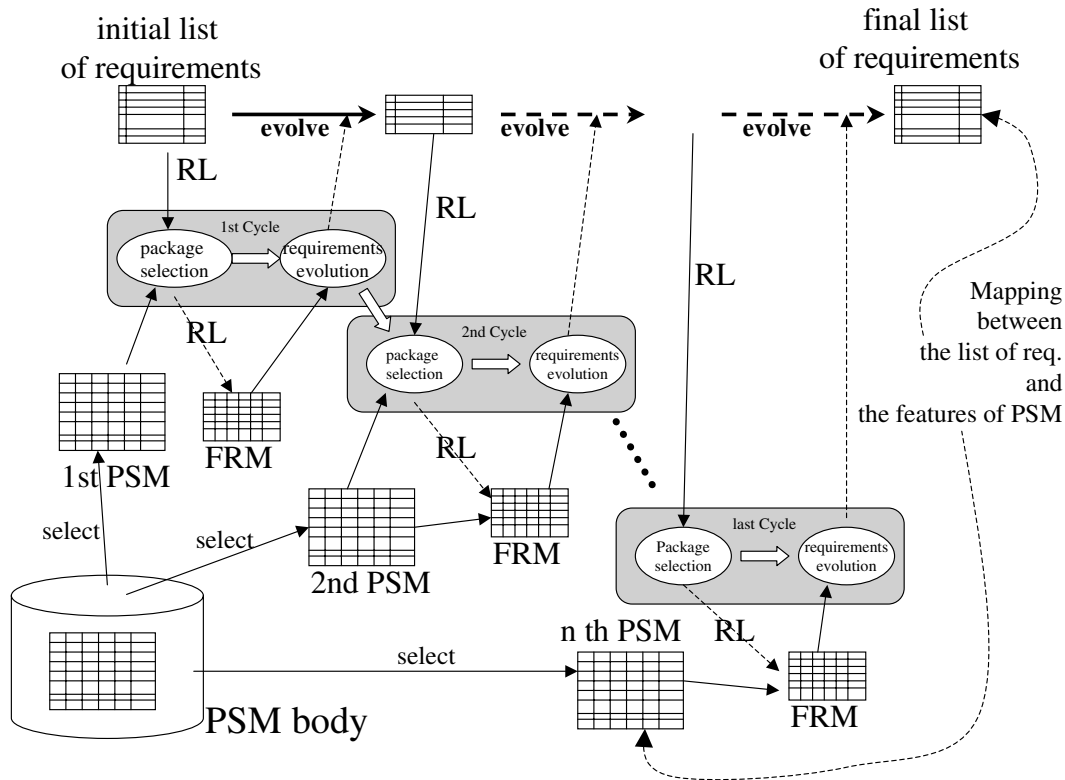 initial list
of requirements
final list
of requirements
evolve
evolve
evolve
RL
RL
RL
1st Cycle
package
selection
requirements
evolution
RL
2nd Cycle
package
selection
requirements
evolution
Mapping
between
the list of req.
and
the features of PSM
1st PSM
FRM
RL
select
select
2nd PSM
FRM
last Cycle
Package
selection
requirements
evolution
n th PSM
RL
select
FRM
PSM body